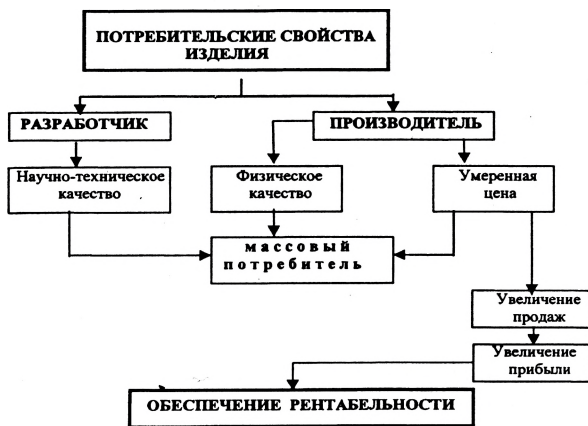 ПОТРЕБИТЕЛЬСКИЕ СВОЙСТВА
ИЗДЕЛИЯ
РАЗРАБОТЧИК
ПРОИЗВОДИТЕЛЬ
Научно-техническое
качество
Физическое
качество
Умеренная
цена
массовый
потребитель
Увеличение
продаж
Увеличение
прибыли
ОБЕСПЕЧЕНИЕ РЕНТАБЕЛЬНОСТИ